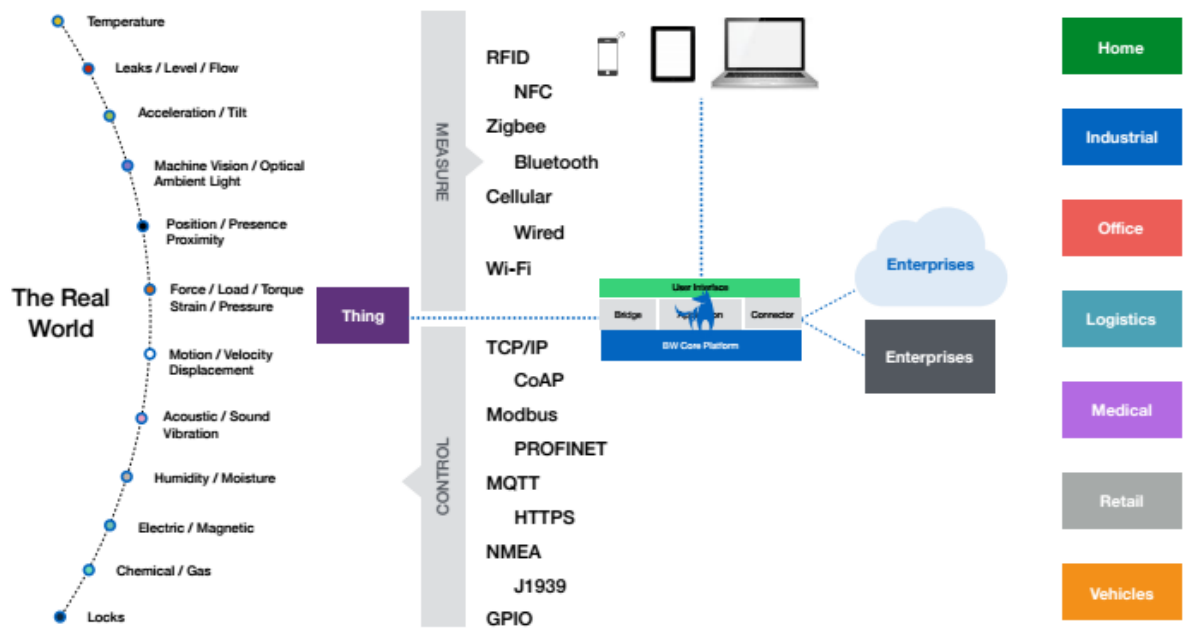 The Real
World
Temperature
Leaks / Level / Flow
Acceleration / Tilt
Machine Vision / Optical
Ambient Light
Position / Presence
Proximity
Force / Load / Torque
Strain / Pressure
Motion / Velocity
Displacement
Acoustic / Sound
Vibration
Humidity / Moisture
Electric / Magnetic
Chemical / Gas
Locks
Thing
MEASURE
CONTROL
RFID
NFC
Zigbee
Bluetooth
Cellular
Wired
Wi-Fi
TCP/IP
CoAP
Modbus
PROFINET
MQTT
HTTPS
NMEA
J1939
GPIO
User Interface
Bridge
Connector
BW Core Platform
Enterprises
Enterprises
Home
Industrial
Office
Logistics
Medical
Retail
Vehicles